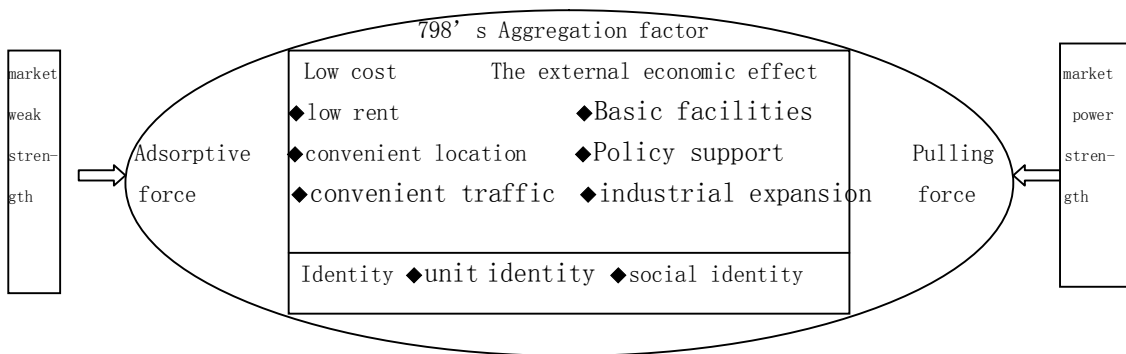 798’s Aggregation factor
market
weak
stren-
gth
Adsorptive
force
Low cost
The external economic effect
◆low rent
◆Basic facilities
◆convenient location
◆Policy support
◆convenient traffic
◆industrial expansion
Identity ◆unit identity ◆social identity
Pulling
force
market
power
stren-
gth